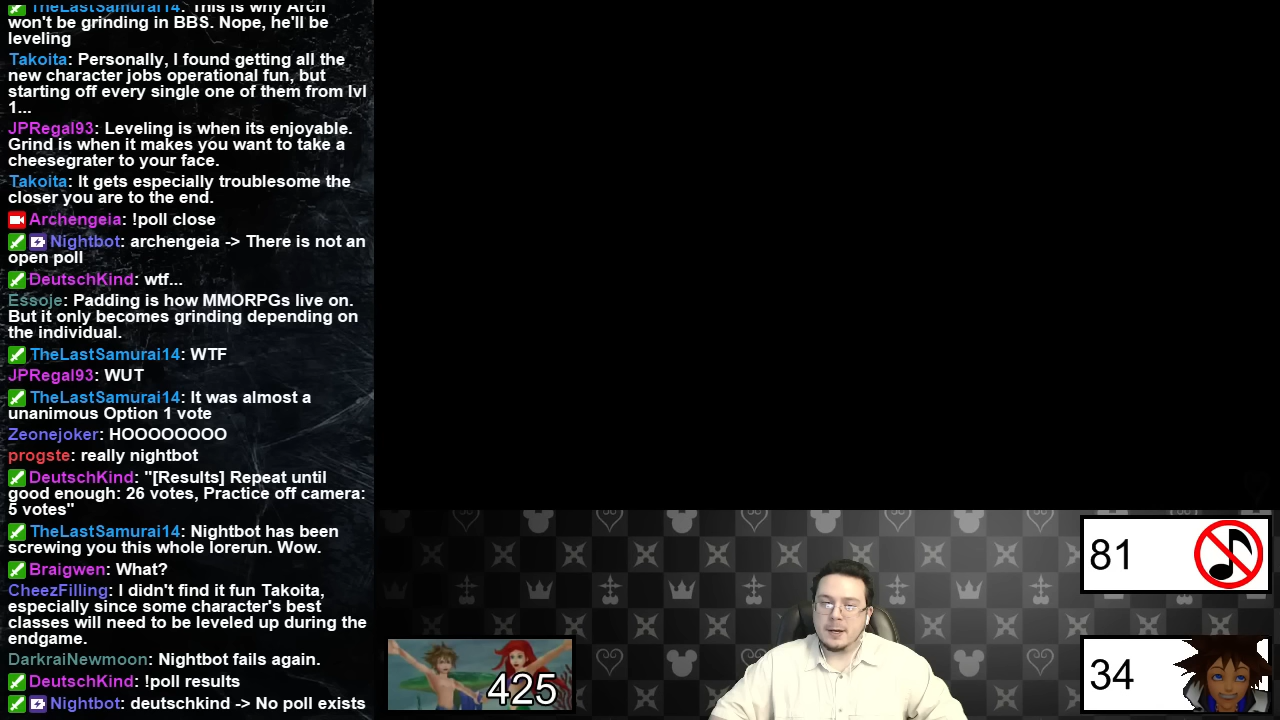 TheLastSamurai14: This is why Arch
won't be grinding in BBS. Nope, he'll be
leveling
Takoita: Personally, I found getting all the
new character jobs operational fun, but
starting off every single one of them from lvl
1...
JPRegal93: Leveling is when its enjoyable.
Grind is when it makes you want to take a
cheesegrater to your face.
Takoita: It gets especially troublesome the
closer you are to the end.
Archengeia: !poll close
Nightbot: archengeia -> There is not an
open poll
DeutschKind: wtf...
Essoje: Padding is how MMORPGs live on.
But it only becomes grinding depending on
the individual.
TheLastSamurai14: WTF
JPRegal93: WUT
TheLastSamurai14: It was almost a
unanimous Option 1 vote
Zeonejoker: HOOOOOOOO
progste: really nightbot
DeutschKind: "[Results] Repeat until
good enough: 26 votes, Practice off camera:
5 votes"
TheLastSamurai14: Nightbot has been
screwing you this whole lorerun. Wow.
Braigwen: What?
CheezFilling: I didn't find it fun Takoita,
especially since some character's best
classes will need to be leveled up during the
endgame.
DarkraiNewmoon: Nightbot fails again.
DeutschKind: !poll results
Nightbot: deutschkind -> No poll exists
425
81
34